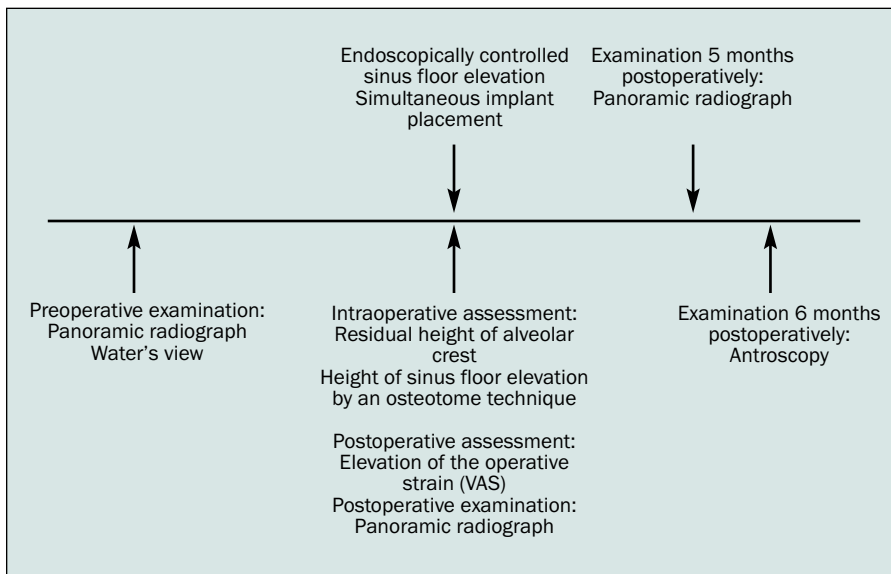 Endoscopically controlled
sinus floor elevation
Simultaneous implant
placement
Examination 5 months
postoperatively:
Panoramic radiograph
Preoperative examination:
Panoramic radiograph
Water's view
Intraoperative assessment:
Residual height of alveolar
crest
Height of sinus floor elevation
by an osteotome technique
Postoperative assessment:
Elevation of the operative
strain (VAS)
Postoperative examination:
Panoramic radiograph
Examination 6 months
postoperatively:
Antroscopy